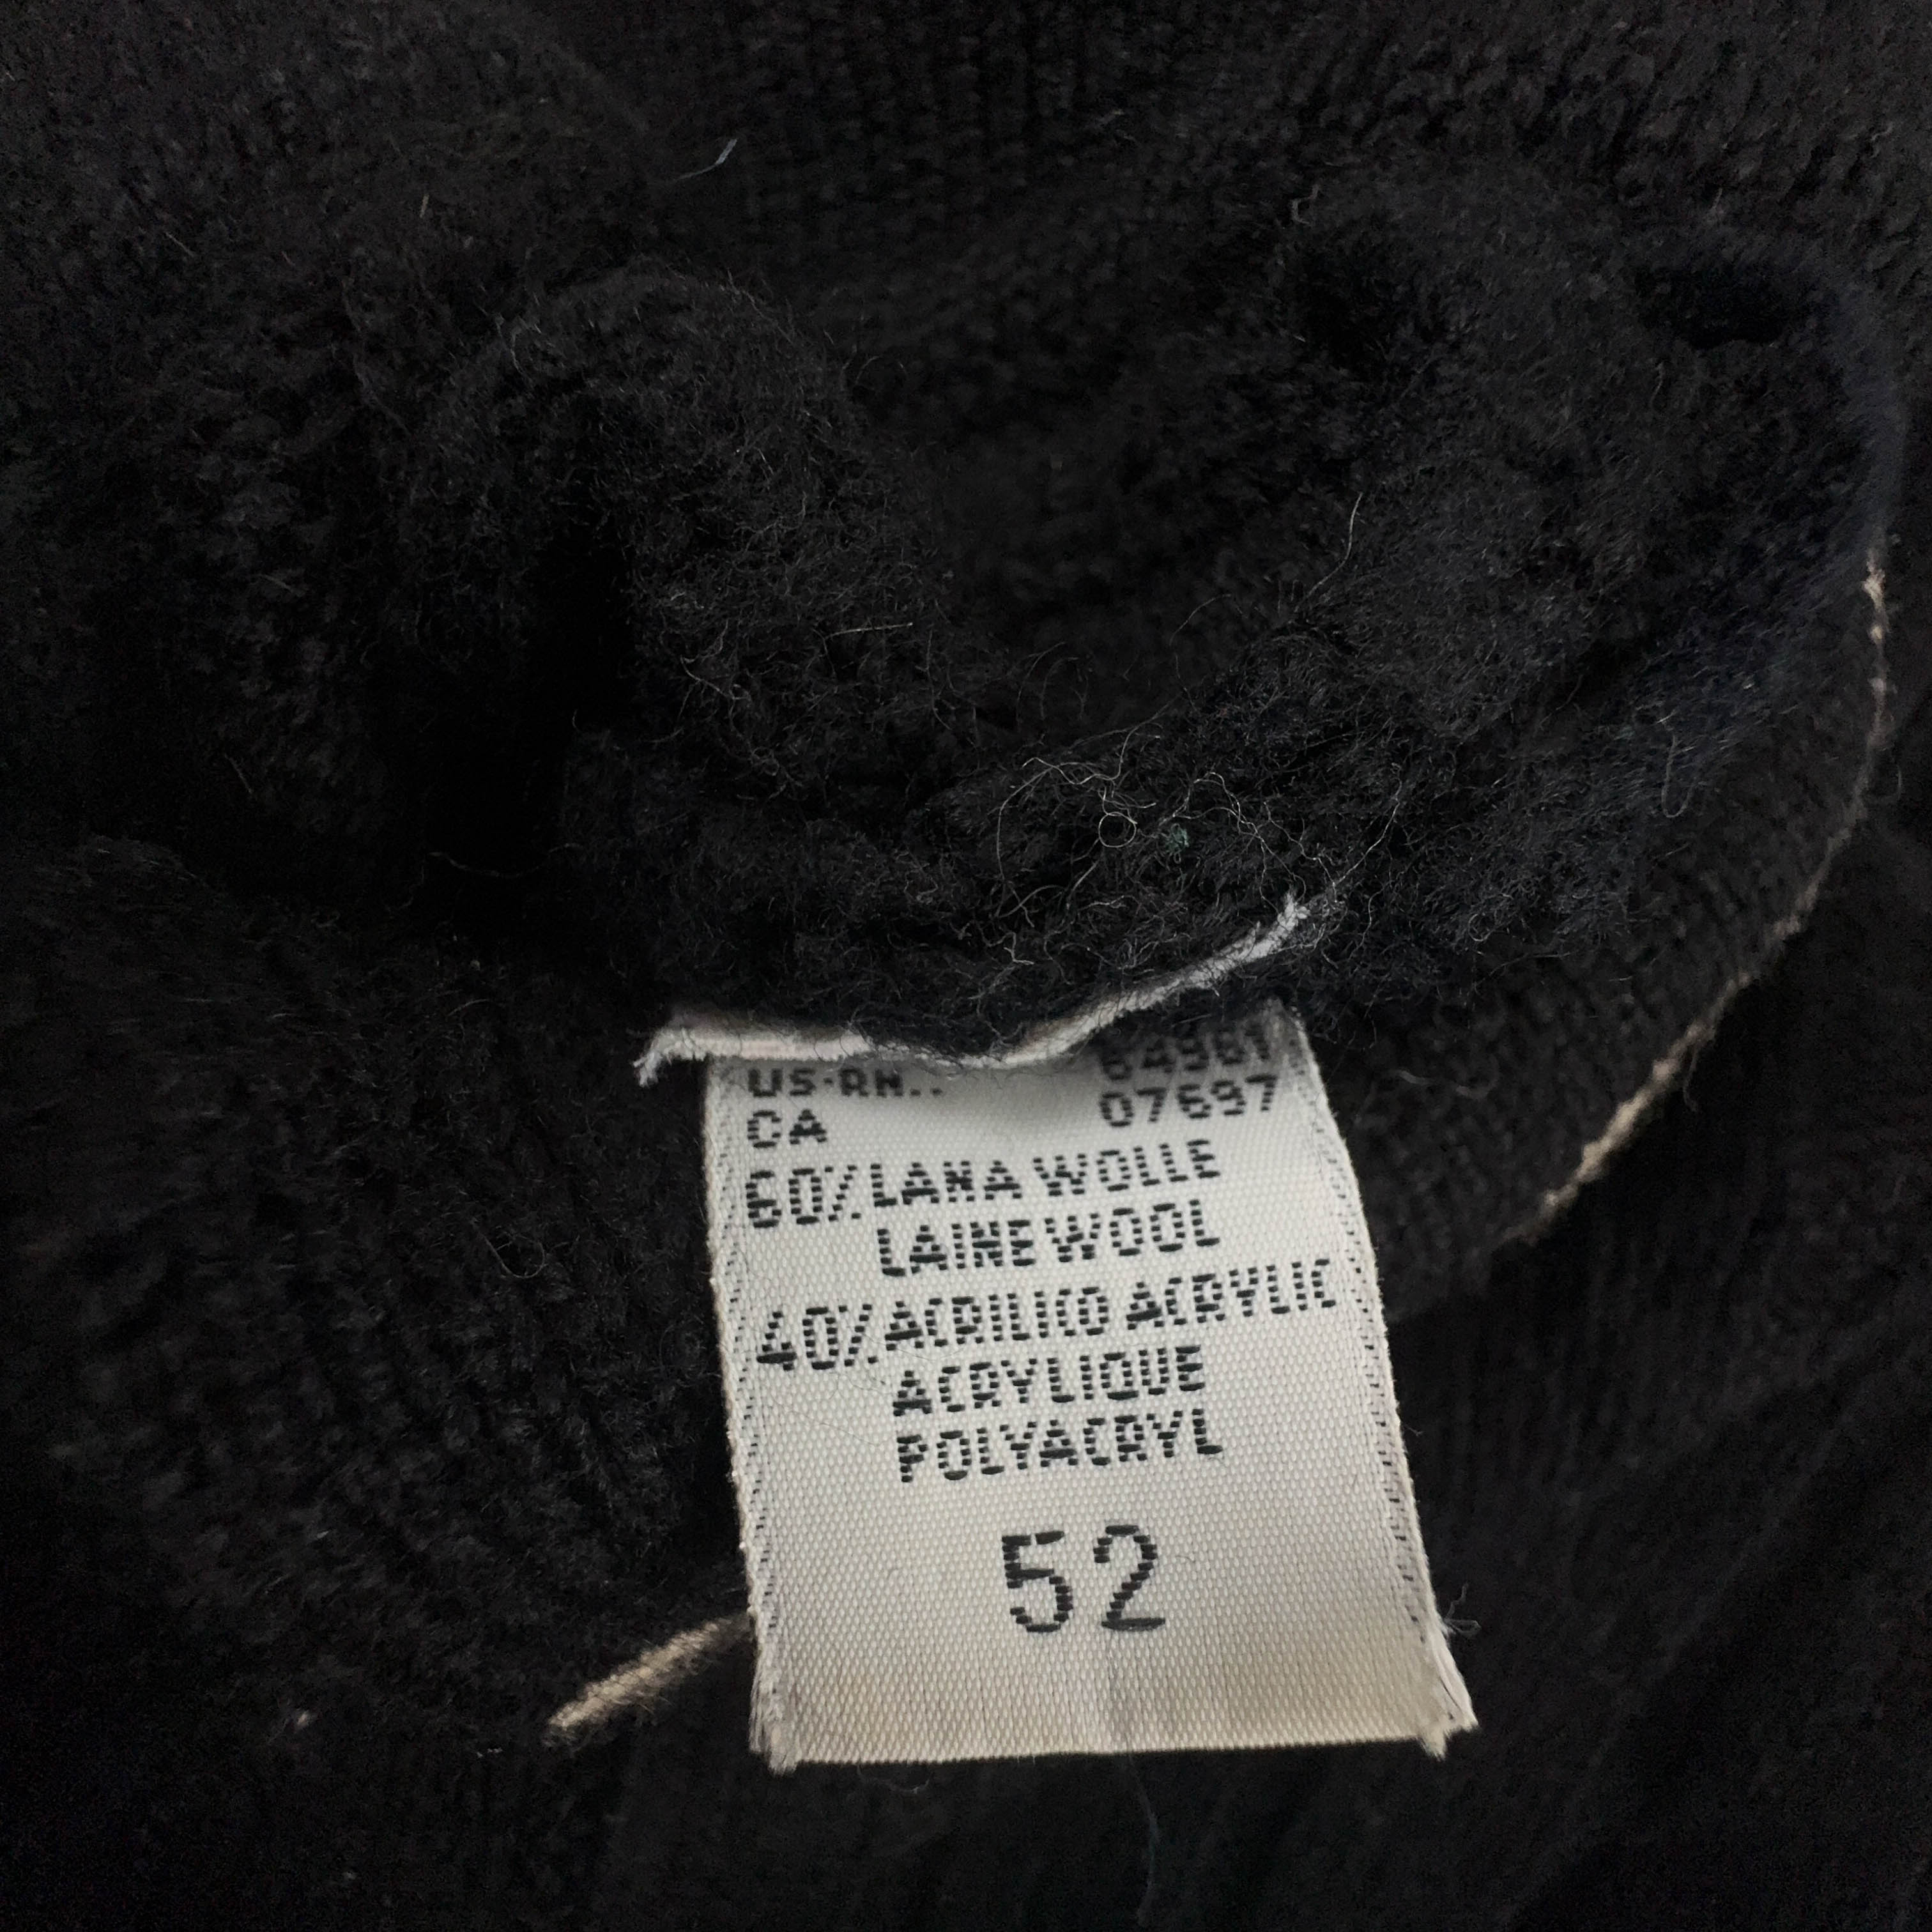 US-RN.. 64961
CA 07697
60% LANA WOLLE
LAINE WOOL
40% ACRILICO ACRYLIC
ACRYLIQUE
POLYACRYL
52